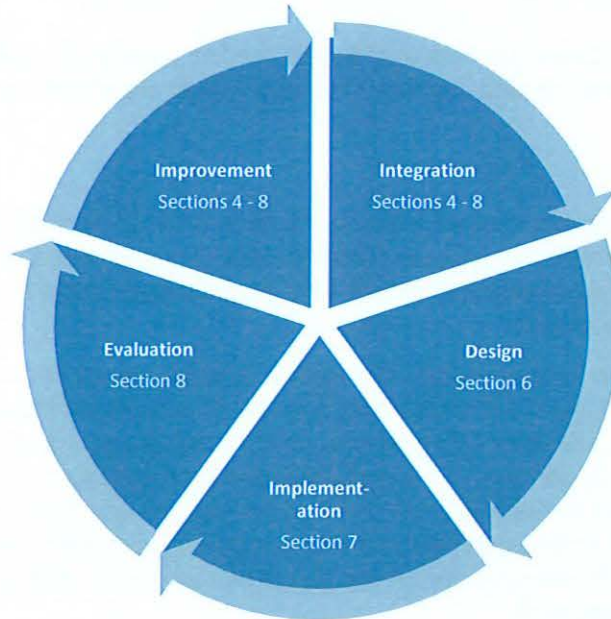 Improvement
Sections 4 - 8
Integration
Sections 4 - 8
Evaluation
Section 8
Design
Section 6
Implement-
ation
Section 7